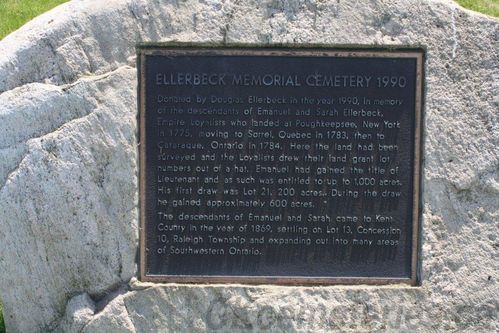 ELLERBECK MEMORIAL CEMETERY 1990
Donated by Douglas Ellerbeck in the year 1990, in memory
of the descendants of Emanuel and Sarah Ellerbeck,
Empire Loyalists who landed at Poughkeepsee, New York
in 1775, moving to Sorrel, Quebec in 1783, then to
Cataraque, Ontario in 1784. Here the land had been
surveyed and the Loyalists drew their land grant lot
numbers out of a hat. Emanuel had gained the title of
Lieutenant and as such was entitled to up to 1,000 acres.
His first draw was Lot 21, 200 acres. During the draw
he gained approximately 600 acres.
The descendants of Emanuel and Sarah came to Kent
County in the year of 1869, settling on Lot 13, Concession
10, Raleigh Township and expanding out into many areas
of Southwestern Ontario.